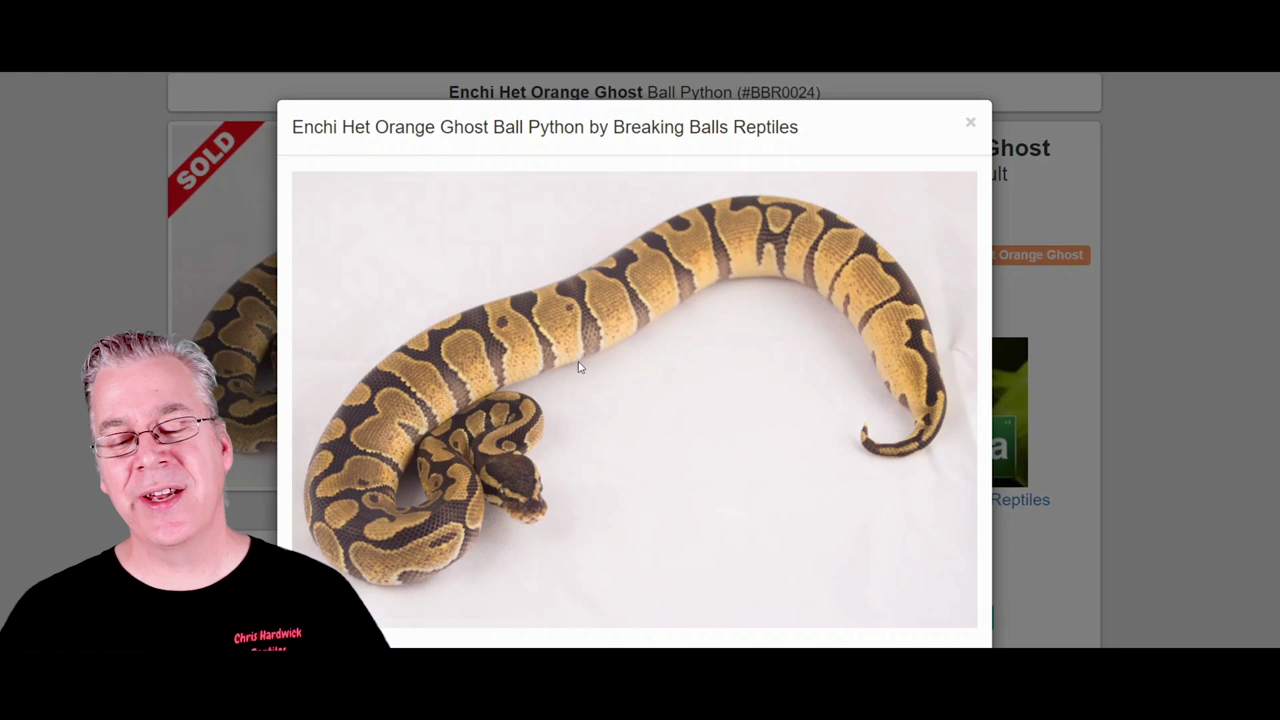 Enchi Het Orange Ghost Ball Python (#BBR0024)
Enchi Het Orange Ghost Ball Python by Breaking Balls Reptiles
×
SOLD
Ghost
Orange Ghost
a
Reptiles
Chris Hardwick
Reptiles